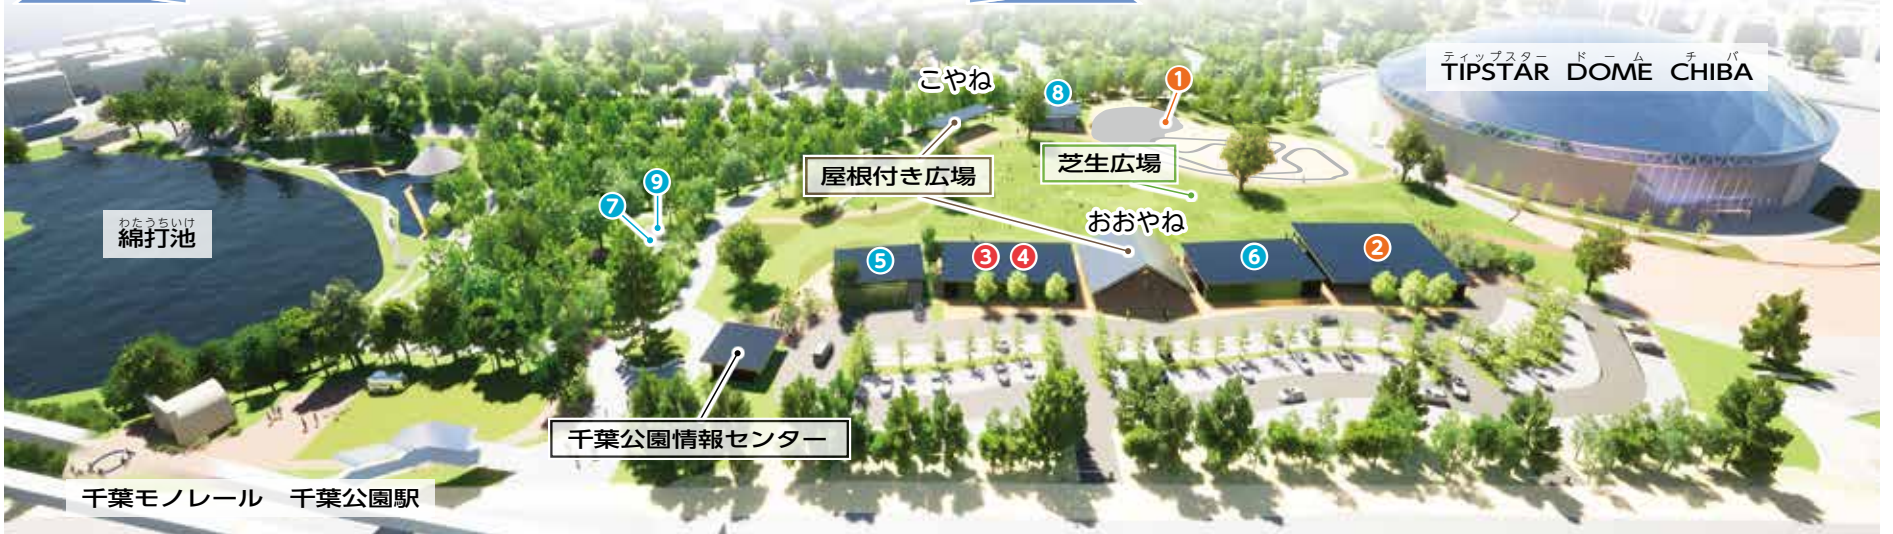 ティップスター ドーム チバ
TIPSTAR DOME CHIBA
こやね
8
1
屋根付き広場
芝生広場
9
7
わたうちいけ
綿打池
おおやね
5
3
4
6
2
千葉公園情報センター
千葉モノレール 千葉公園駅